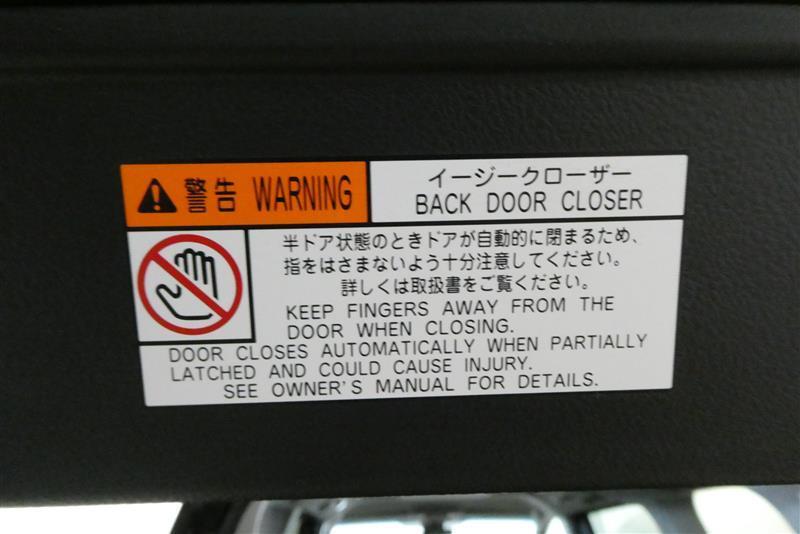 警告 WARNING
イージークローザー
BACK DOOR CLOSER
半ドア状態のときドアが自動的に閉まるため、
指をはさまないよう十分注意してください。
詳しくは取扱書をご覧ください。
KEEP FINGERS AWAY FROM THE
DOOR WHEN CLOSING.
DOOR CLOSES AUTOMATICALLY WHEN PARTIALLY
LATCHED AND COULD CAUSE INJURY.
SEE OWNER'S MANUAL FOR DETAILS.